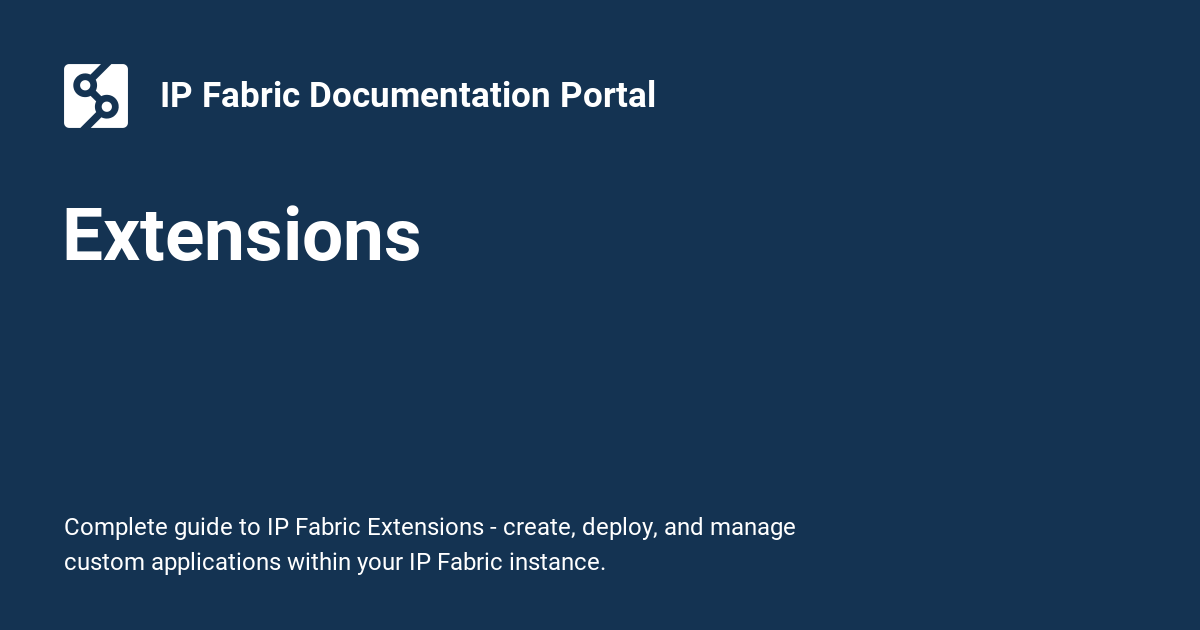 IP Fabric Documentation Portal
Extensions
Complete guide to IP Fabric Extensions - create, deploy, and manage
custom applications within your IP Fabric instance.